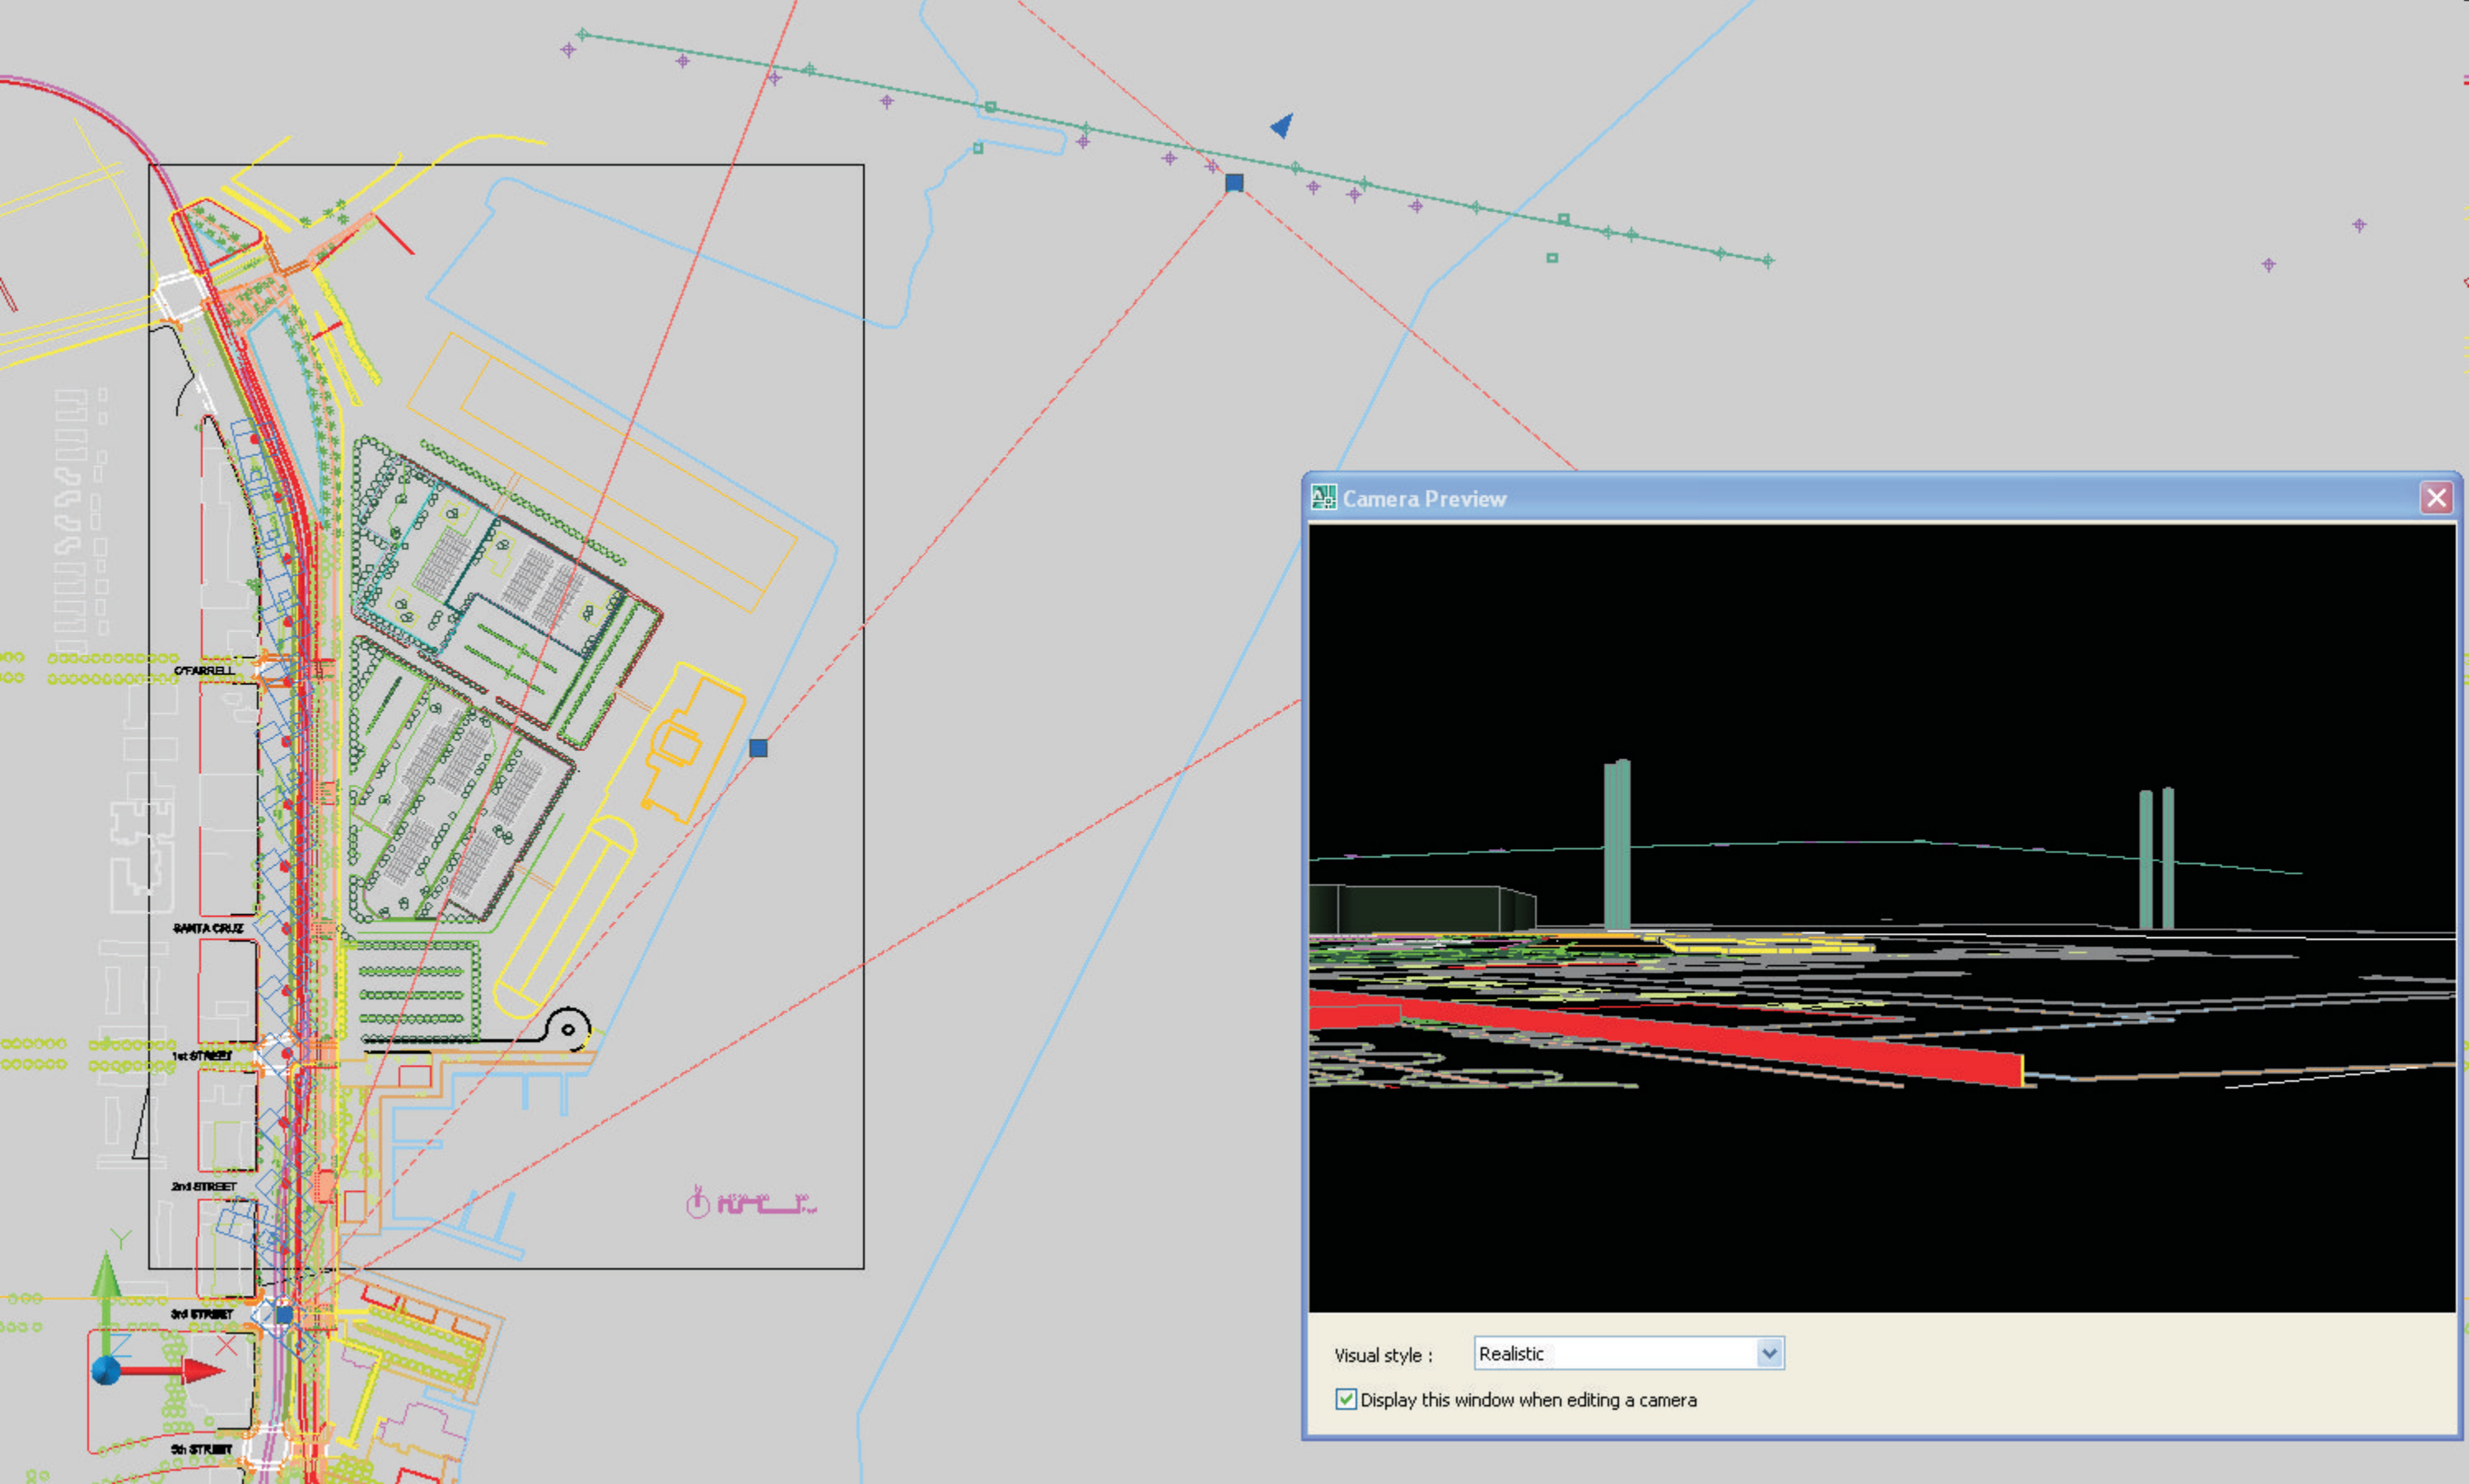 O'FARRELL
SANTA CRUZ
1st STREET
2nd STREET
3rd STREET
5th STREET
N
Y
X
Z
Camera Preview
Visual style :
Realistic
Display this window when editing a camera